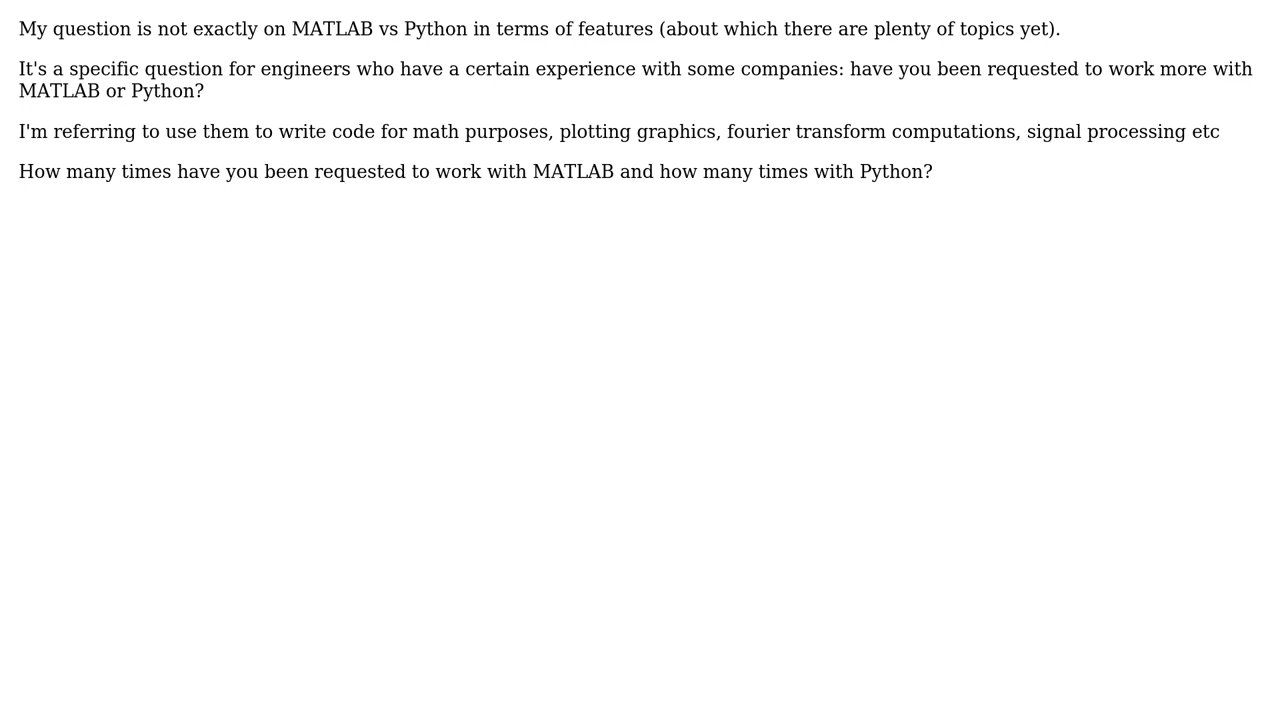 My question is not exactly on MATLAB vs Python in terms of features (about which there are plenty of topics yet).
It's a specific question for engineers who have a certain experience with some companies: have you been requested to work more with
MATLAB or Python?
I'm referring to use them to write code for math purposes, plotting graphics, fourier transform computations, signal processing etc
How many times have you been requested to work with MATLAB and how many times with Python?